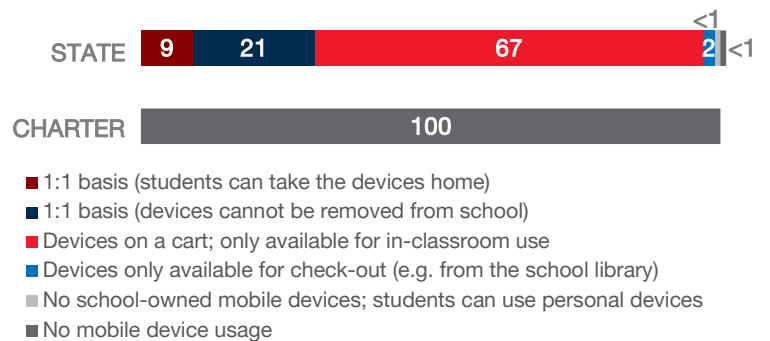 <1
STATE 9 21 67 2 <1
CHARTER 100
1:1 basis (students can take the devices home)
1:1 basis (devices cannot be removed from school)
Devices on a cart; only available for in-classroom use
Devices only available for check-out (e.g. from the school library)
No school-owned mobile devices; students can use personal devices
No mobile device usage